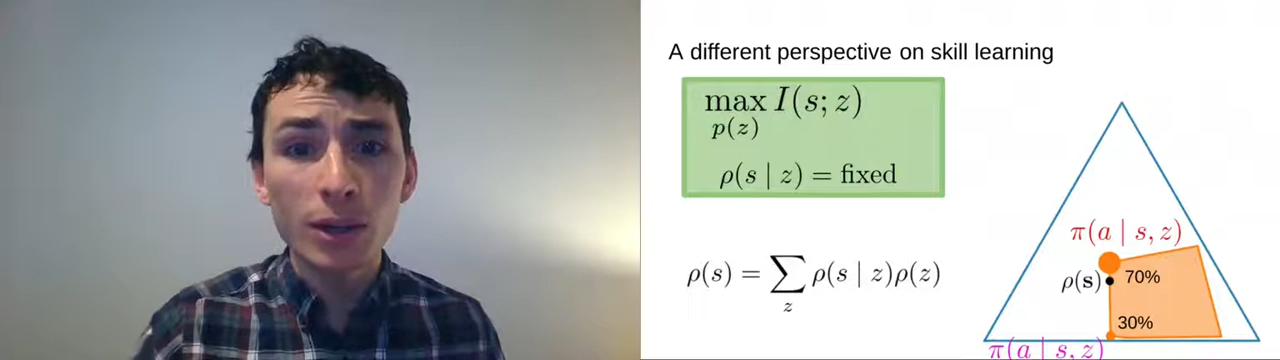 A different perspective on skill learning
max I(s; z)
p(z)
ρ(s | z) = fixed
π(a | s, z)
ρ(s) = ∑ ρ(s | z)ρ(z)
z
ρ(s)
70%
30%
π(a | s, z)